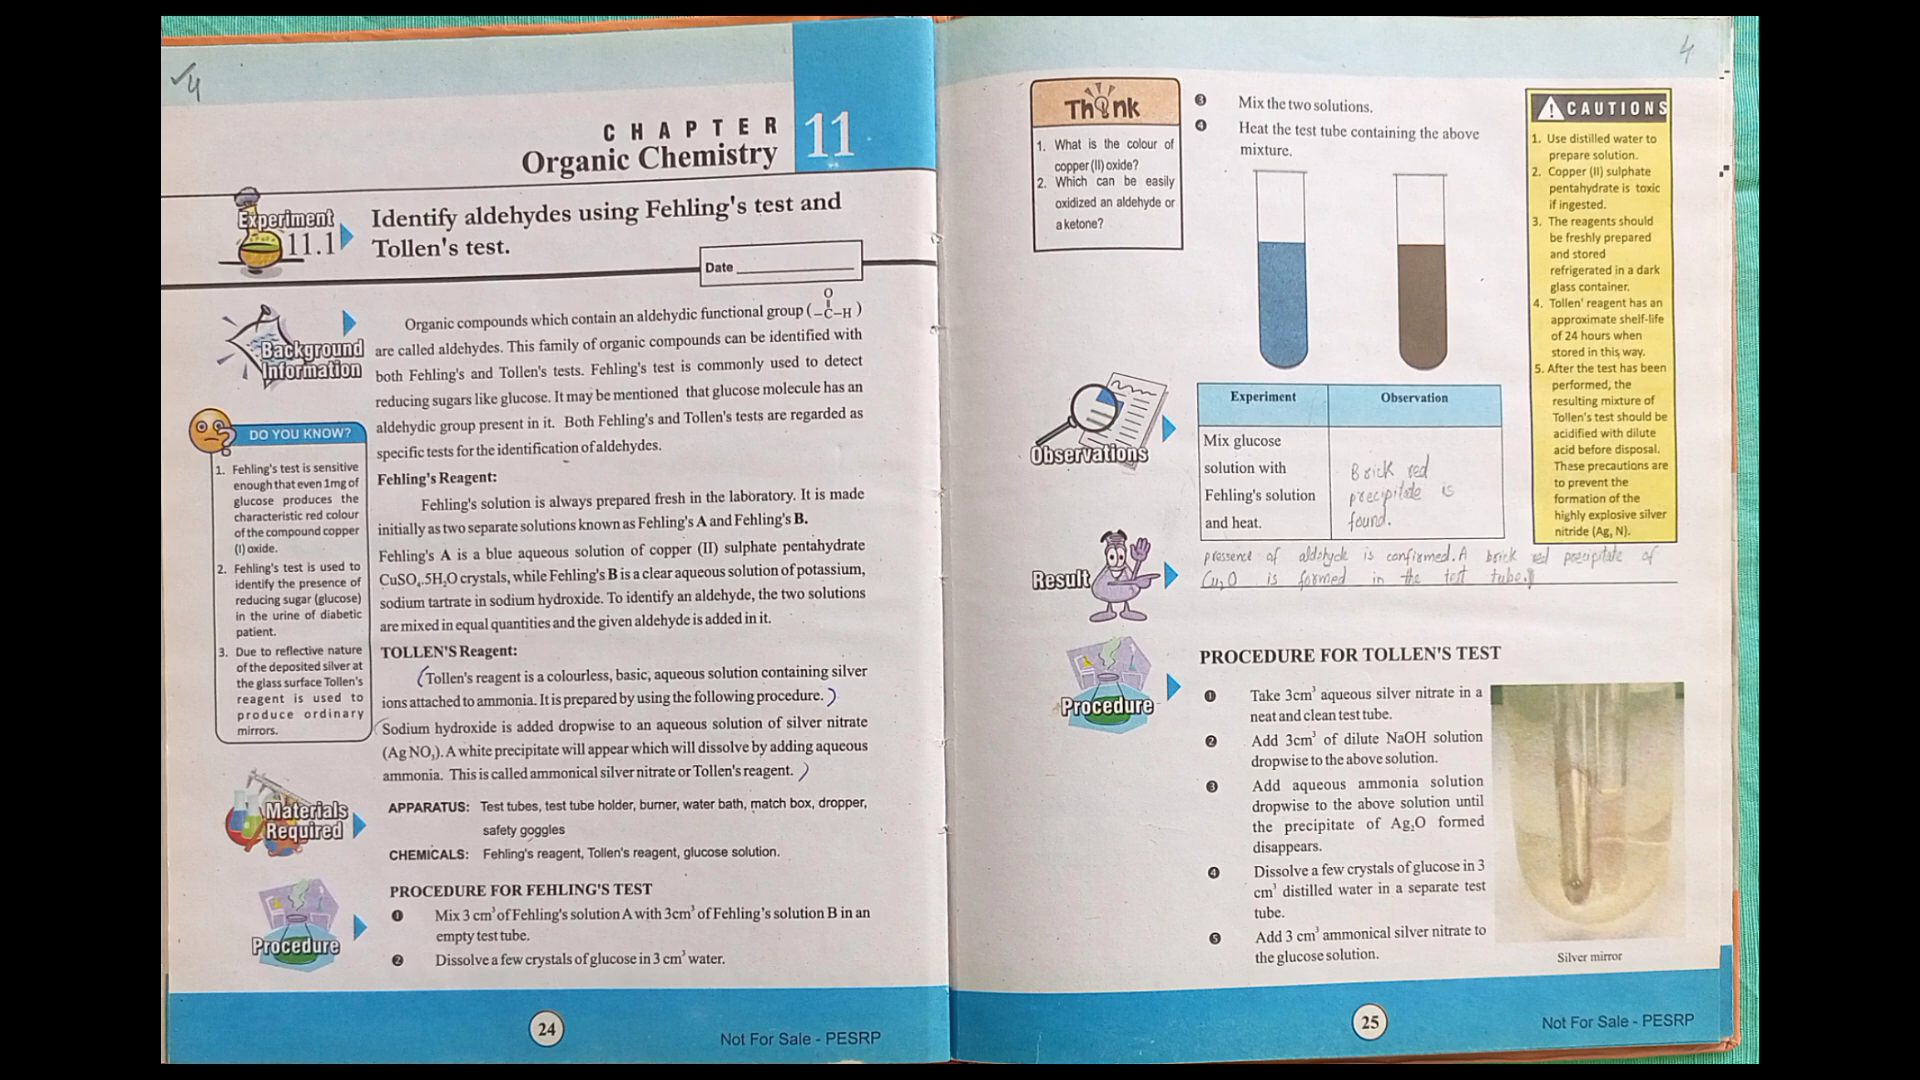 ✓4
CHAPTER
Organic Chemistry
11
Experiment
11.1
Identify aldehydes using Fehling's test and
Tollen's test.
Date
Background
Information
O
Organic compounds which contain an aldehydic functional group (–C–H)
are called aldehydes. This family of organic compounds can be identified with
both Fehling's and Tollen's tests. Fehling's test is commonly used to detect
reducing sugars like glucose. It may be mentioned that glucose molecule has an
aldehydic group present in it. Both Fehling's and Tollen's tests are regarded as
specific tests for the identification of aldehydes.
DO YOU KNOW?
1. Fehling's test is sensitive
enough that even 1mg of
glucose produces the
characteristic red colour
of the compound copper
(I) oxide.
2. Fehling's test is used to
identify the presence of
reducing sugar (glucose)
in the urine of diabetic
patient.
3. Due to reflective nature
of the deposited silver at
the glass surface Tollen's
reagent is used to
produce ordinary
mirrors.
Fehling's Reagent:
Fehling's solution is always prepared fresh in the laboratory. It is made
initially as two separate solutions known as Fehling's A and Fehling's B.
Fehling's A is a blue aqueous solution of copper (II) sulphate pentahydrate
CuSO₄.5H₂O crystals, while Fehling's B is a clear aqueous solution of potassium,
sodium tartrate in sodium hydroxide. To identify an aldehyde, the two solutions
are mixed in equal quantities and the given aldehyde is added in it.
TOLLEN'S Reagent:
(Tollen's reagent is a colourless, basic, aqueous solution containing silver
ions attached to ammonia. It is prepared by using the following procedure.)
(Sodium hydroxide is added dropwise to an aqueous solution of silver nitrate
(Ag NO₃). A white precipitate will appear which will dissolve by adding aqueous
ammonia. This is called ammonical silver nitrate or Tollen's reagent.)
Materials
Required
APPARATUS: Test tubes, test tube holder, burner, water bath, match box, dropper,
safety goggles
CHEMICALS: Fehling's reagent, Tollen's reagent, glucose solution.
Procedure
PROCEDURE FOR FEHLING'S TEST
1 Mix 3 cm³ of Fehling's solution A with 3cm³ of Fehling's solution B in an
empty test tube.
2 Dissolve a few crystals of glucose in 3 cm³ water.
24
Not For Sale - PESRP
4
Think
1. What is the colour of
copper (II) oxide?
2. Which can be easily
oxidized an aldehyde or
a ketone?
3 Mix the two solutions.
4 Heat the test tube containing the above
mixture.
CAUTIONS
1. Use distilled water to
prepare solution.
2. Copper (II) sulphate
pentahydrate is toxic
if ingested.
3. The reagents should
be freshly prepared
and stored
refrigerated in a dark
glass container.
4. Tollen' reagent has an
approximate shelf-life
of 24 hours when
stored in this way.
5. After the test has been
performed, the
resulting mixture of
Tollen's test should be
acidified with dilute
acid before disposal.
These precautions are
to prevent the
formation of the
highly explosive silver
nitride (Ag₃ N).
Observations
Experiment Observation
Mix glucose
solution with
Fehling's solution
and heat.
Brick red
precipitate is
found.
Result
pressence of aldehyde is confirmed. A brick red precipitate of
Cu₂O is formed in the test tube.
Procedure
PROCEDURE FOR TOLLEN'S TEST
1 Take 3cm³ aqueous silver nitrate in a
neat and clean test tube.
2 Add 3cm³ of dilute NaOH solution
dropwise to the above solution.
3 Add aqueous ammonia solution
dropwise to the above solution until
the precipitate of Ag₂O formed
disappears.
4 Dissolve a few crystals of glucose in 3
cm³ distilled water in a separate test
tube.
5 Add 3 cm³ ammonical silver nitrate to
the glucose solution.
Silver mirror
25
Not For Sale - PESRP